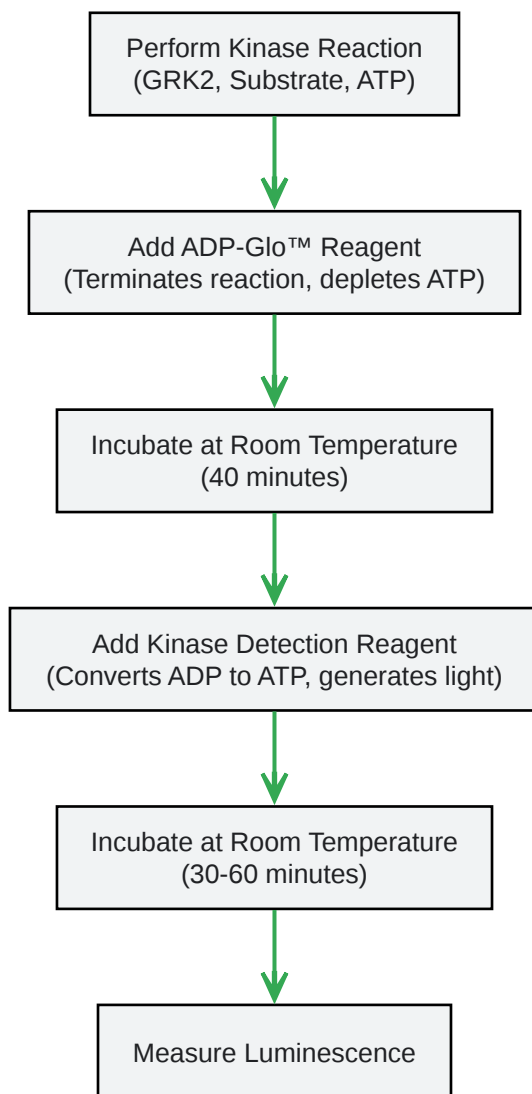 Perform Kinase Reaction
(GRK2, Substrate, ATP)
Add ADP-Glo™ Reagent
(Terminates reaction, depletes ATP)
Incubate at Room Temperature
(40 minutes)
Add Kinase Detection Reagent
(Converts ADP to ATP, generates light)
Incubate at Room Temperature
(30-60 minutes)
Measure Luminescence